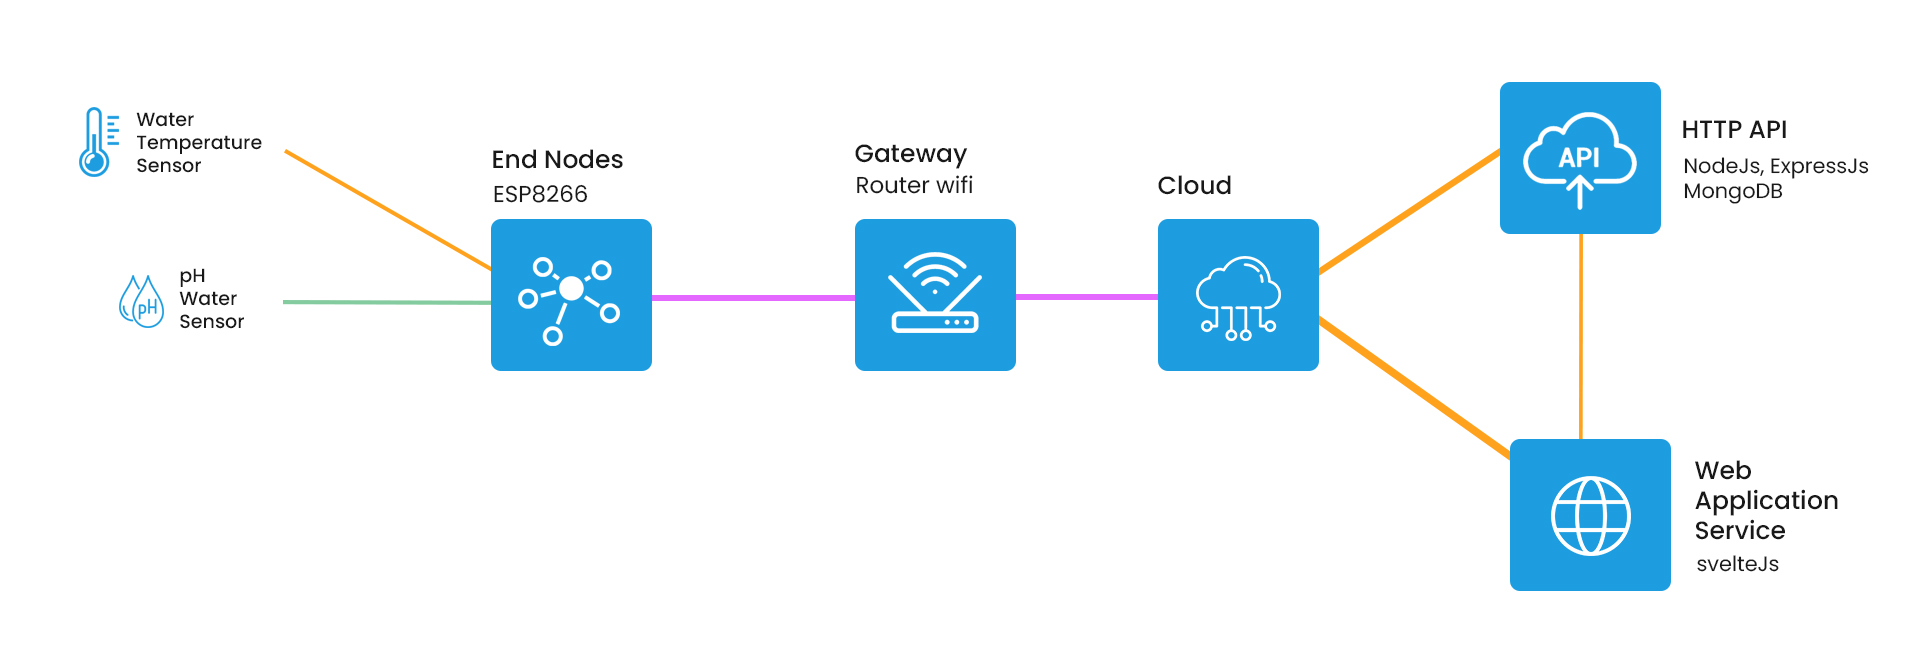 Water
Temperature
Sensor
pH
Water
Sensor
pH
End Nodes
ESP8266
Gateway
Router wifi
Cloud
API
HTTP API
NodeJs, ExpressJs
MongoDB
Web
Application
Service
svelteJs